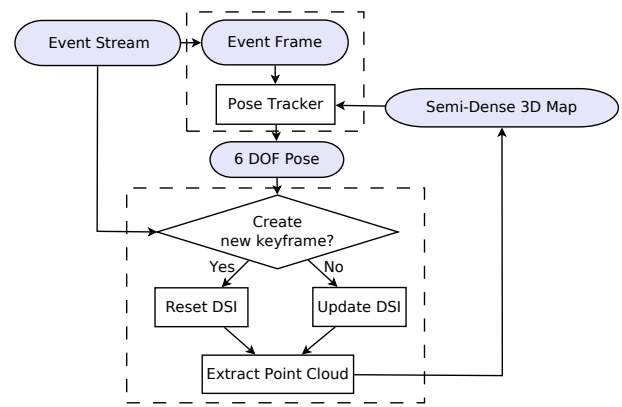 Event Stream
Event Frame
Pose Tracker
Semi-Dense 3D Map
6 DOF Pose
Create
new keyframe?
Yes
No
Reset DSI
Update DSI
Extract Point Cloud